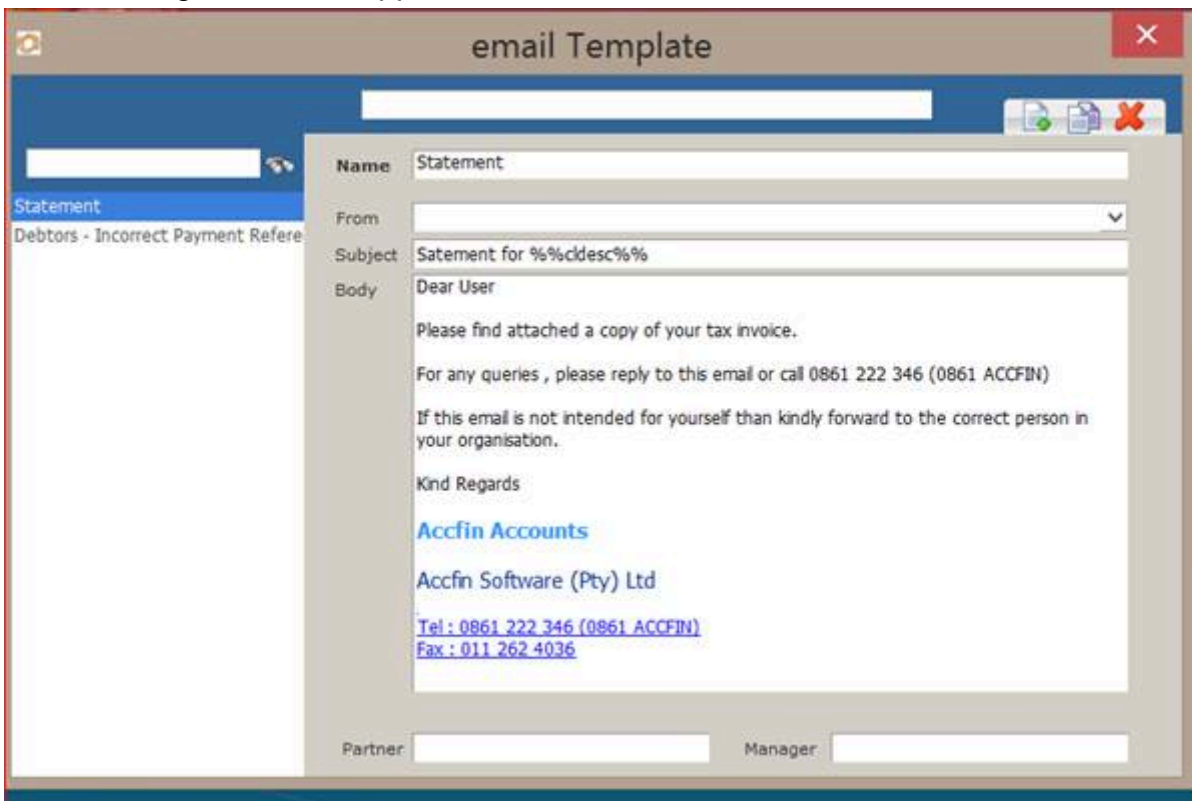 email Template
Name Statement
Statement
From
Debtors - Incorrect Payment Refere
Subject Satement for %%cldesc%%
Body Dear User
Please find attached a copy of your tax invoice.
For any queries , please reply to this email or call 0861 222 346 (0861 ACCFIN)
If this email is not intended for yourself than kindly forward to the correct person in
your organisation.
Kind Regards
Accfin Accounts
Accfin Software (Pty) Ltd
Tel : 0861 222 346 (0861 ACCFIN)
Fax : 011 262 4036
Partner Manager